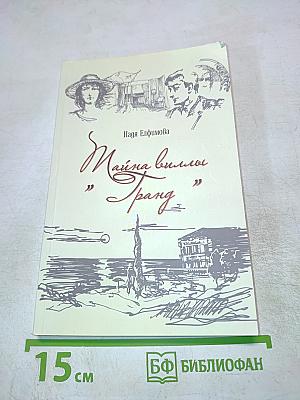 Надя Ефимова
Тайна виллы
"Гранд"
15 см
БФ БИБЛИОФАН